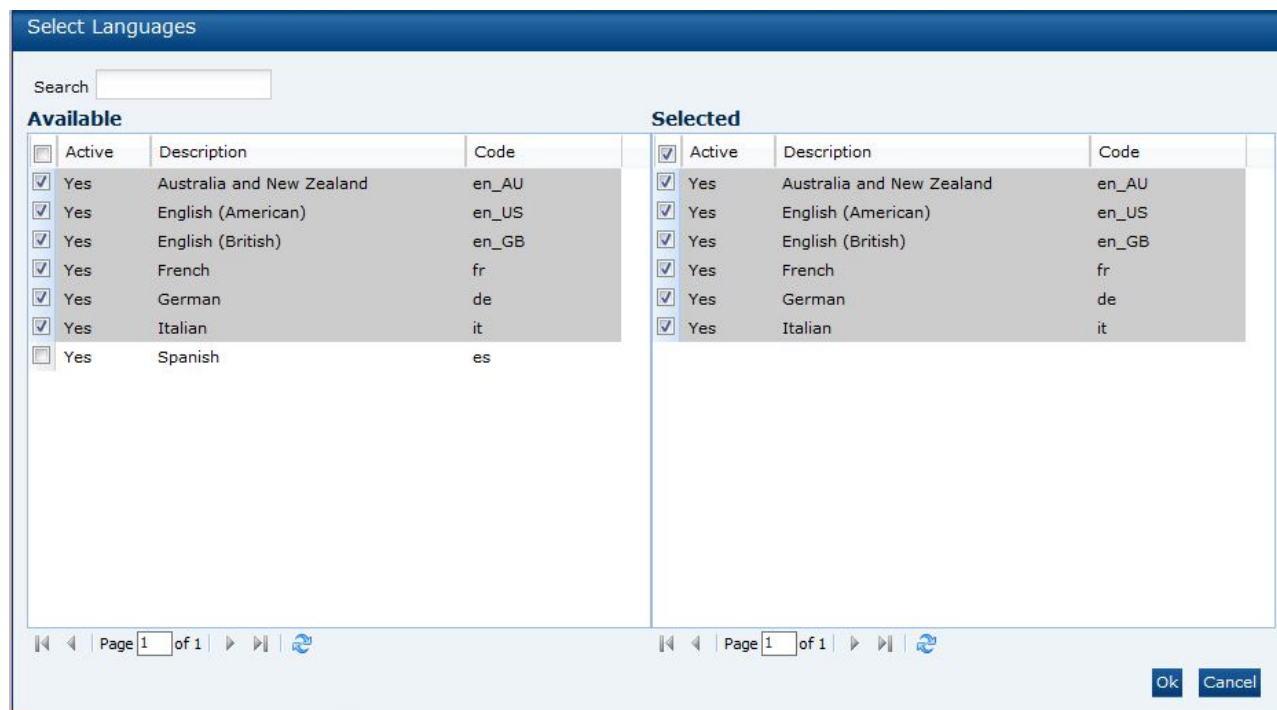 Select Languages
Search
Available
Active Description Code
Yes Australia and New Zealand en_AU
Yes English (American) en_US
Yes English (British) en_GB
Yes French fr
Yes German de
Yes Italian it
Yes Spanish es
Page 1 of 1
Selected
Active Description Code
Yes Australia and New Zealand en_AU
Yes English (American) en_US
Yes English (British) en_GB
Yes French fr
Yes German de
Yes Italian it
Page 1 of 1
Ok Cancel